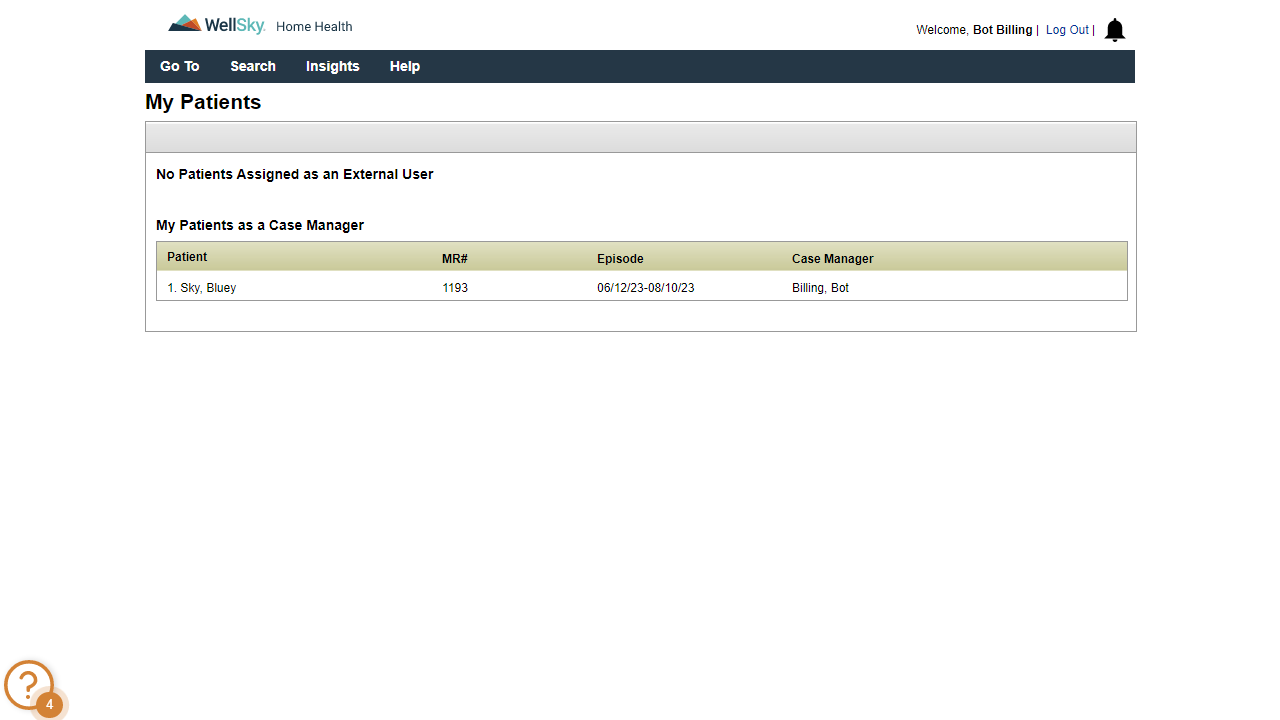 WellSky. Home Health
Welcome, Bot Billing | Log Out |
Go To Search Insights Help
My Patients
No Patients Assigned as an External User
My Patients as a Case Manager
Patient MR# Episode Case Manager
1. Sky, Bluey 1193 06/12/23-08/10/23 Billing, Bot
?
4